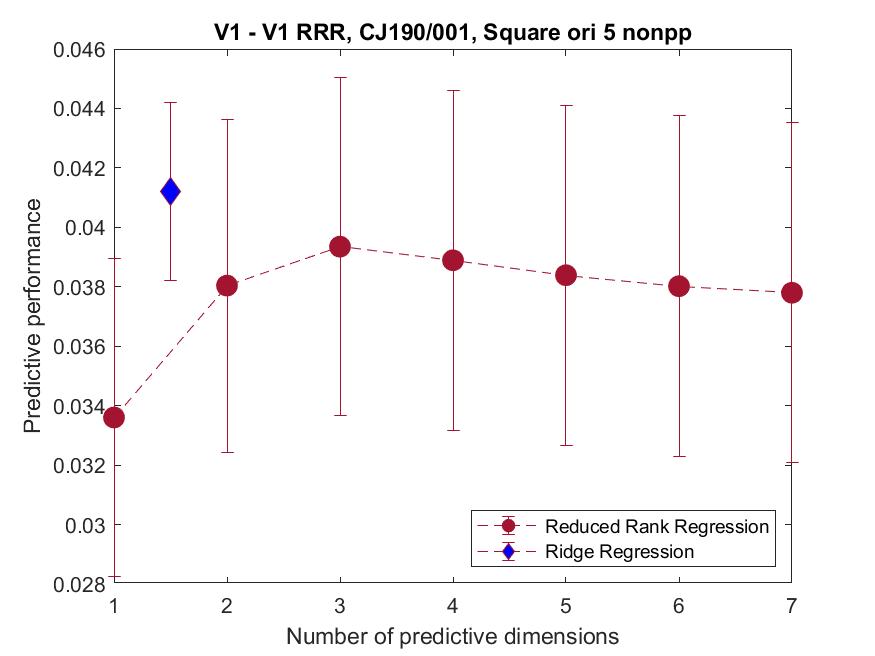 V1 - V1 RRR, CJ190/001, Square ori 5 nonpp
0.046
0.044
0.042
0.04
0.038
0.036
0.034
0.032
0.03
0.028
Predictive performance
Reduced Rank Regression
Ridge Regression
1 2 3 4 5 6 7
Number of predictive dimensions